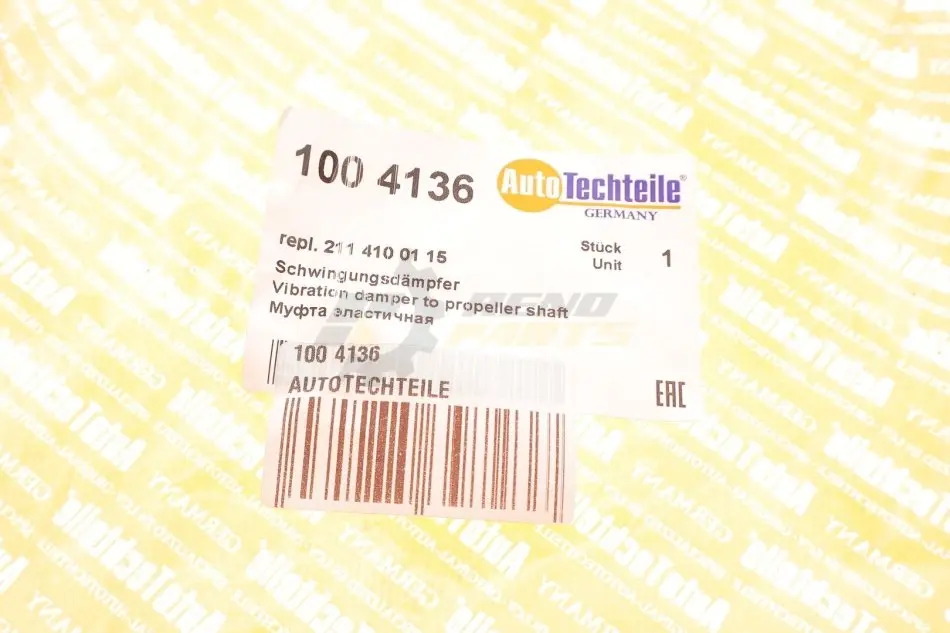 100 4136
AutoTechteile®
GERMANY
repl. 211 410 01 15
Stück 1
Unit
Schwingungsdämpfer
Vibration damper to propeller shaft
Муфта эластичная
100 4136
AUTOTECHTEILE
EAC